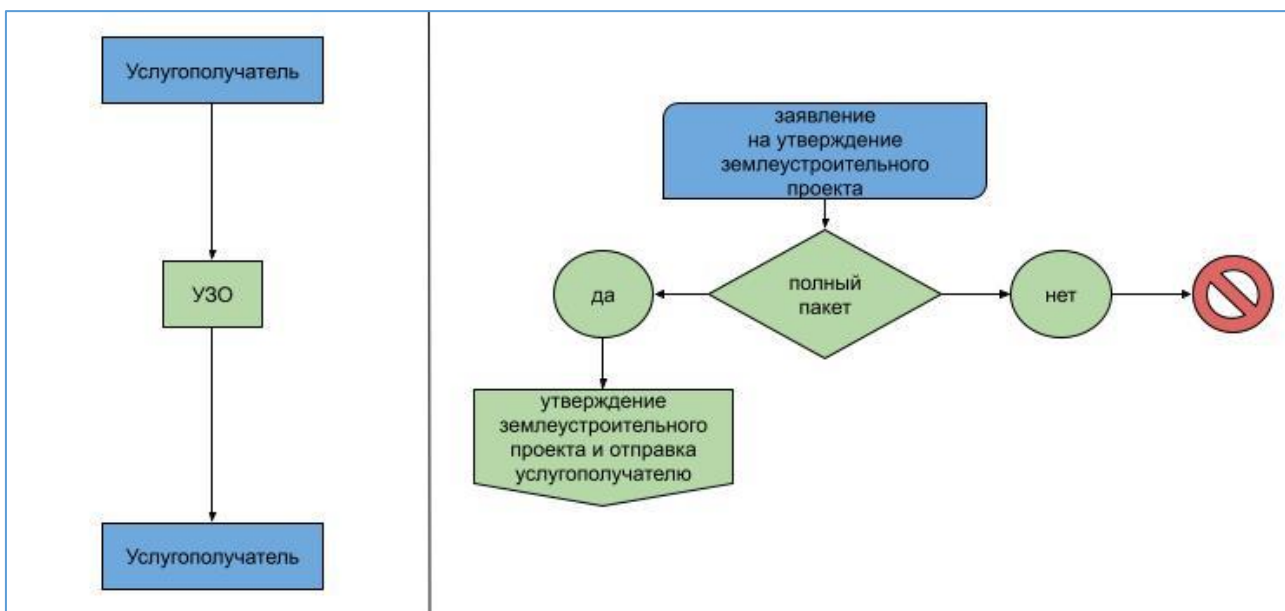 Услугополучатель
УЗО
Услугополучатель
заявление
на утверждение
землеустроительного
проекта
полный
пакет
да
нет
утверждение
землеустроительного
проекта и отправка
услугополучателю